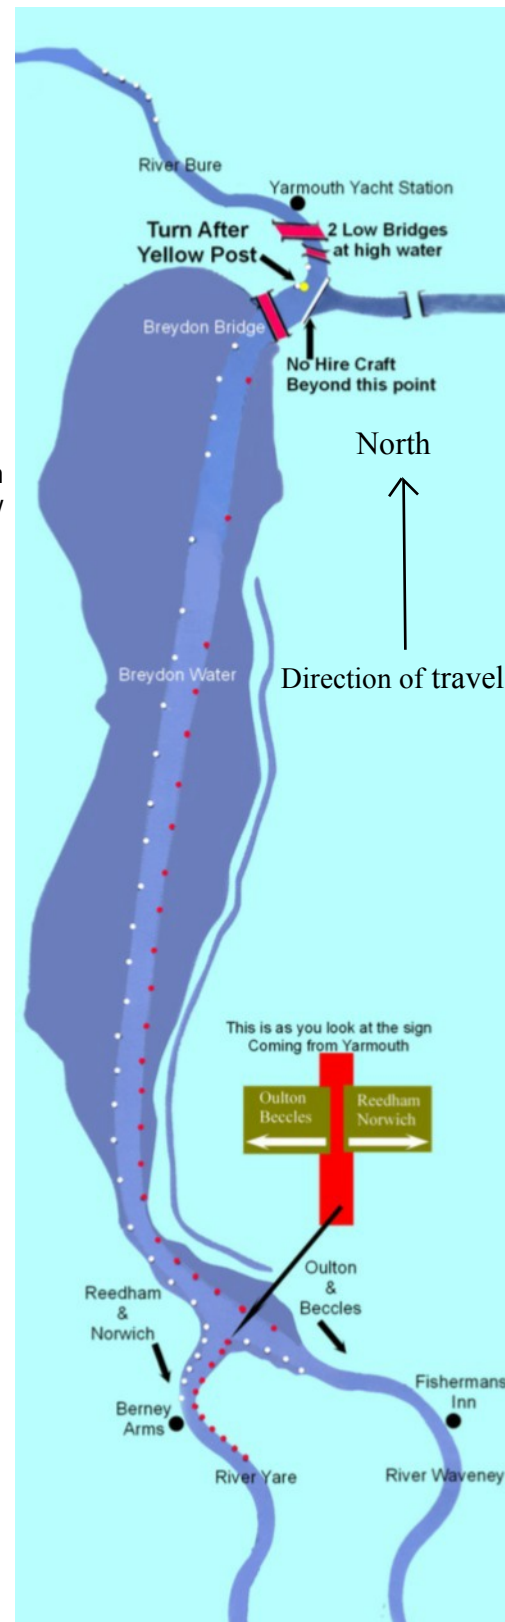 River Bure
Yarmouth Yacht Station
Turn After
Yellow Post
2 Low Bridges
at high water
Breydon Bridge
No Hire Craft
Beyond this point
North
Breydon Water
Direction of travel
This is as you look at the sign
Coming from Yarmouth
Oulton
Beccles
Reedham
Norwich
Oulton
&
Beccles
Reedham
&
Norwich
Fishermans
Inn
Berney
Arms
River Yare
River Waveney